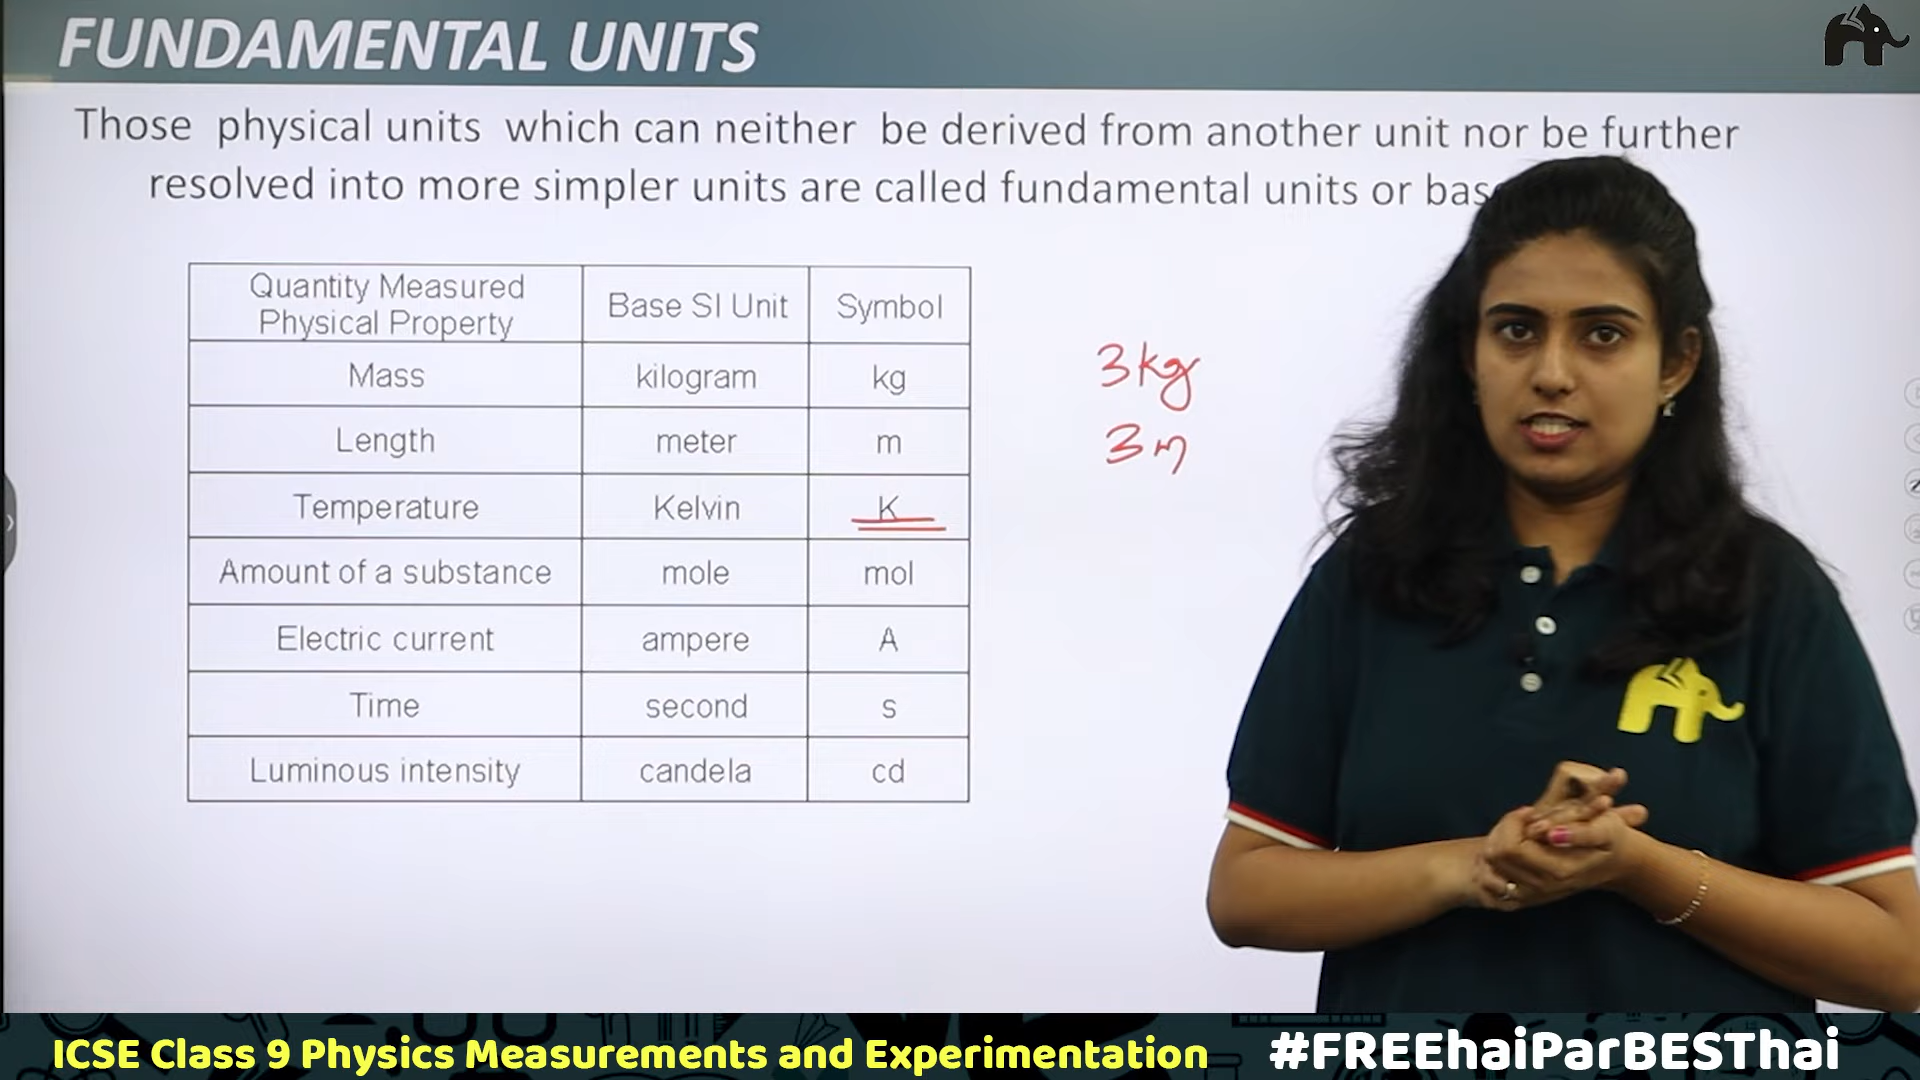 FUNDAMENTAL UNITS
Those physical units which can neither be derived from another unit nor be further
resolved into more simpler units are called fundamental units or bas
Quantity Measured
Physical Property
Base SI Unit
Symbol
Mass
kilogram
kg
Length
meter
m
Temperature
Kelvin
K
Amount of a substance
mole
mol
Electric current
ampere
A
Time
second
s
Luminous intensity
candela
cd
3kg
3m
ICSE Class 9 Physics Measurements and Experimentation
#FREEhaiParBESThai